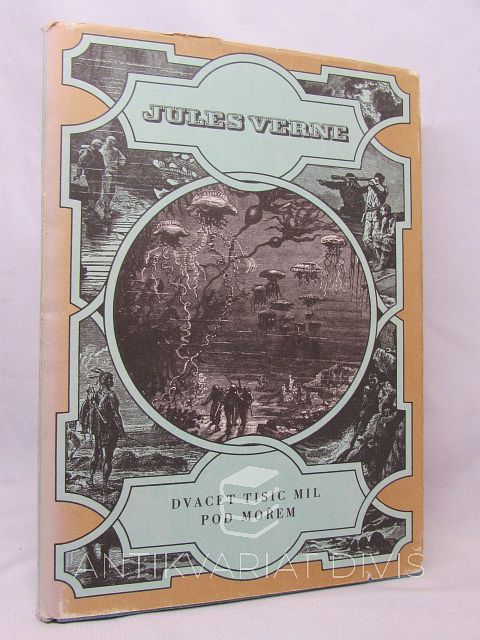 JULES VERNE
DVACET TISÍC MIL
POD MOŘEM
ANTIKVARIÁT DIVIŠ